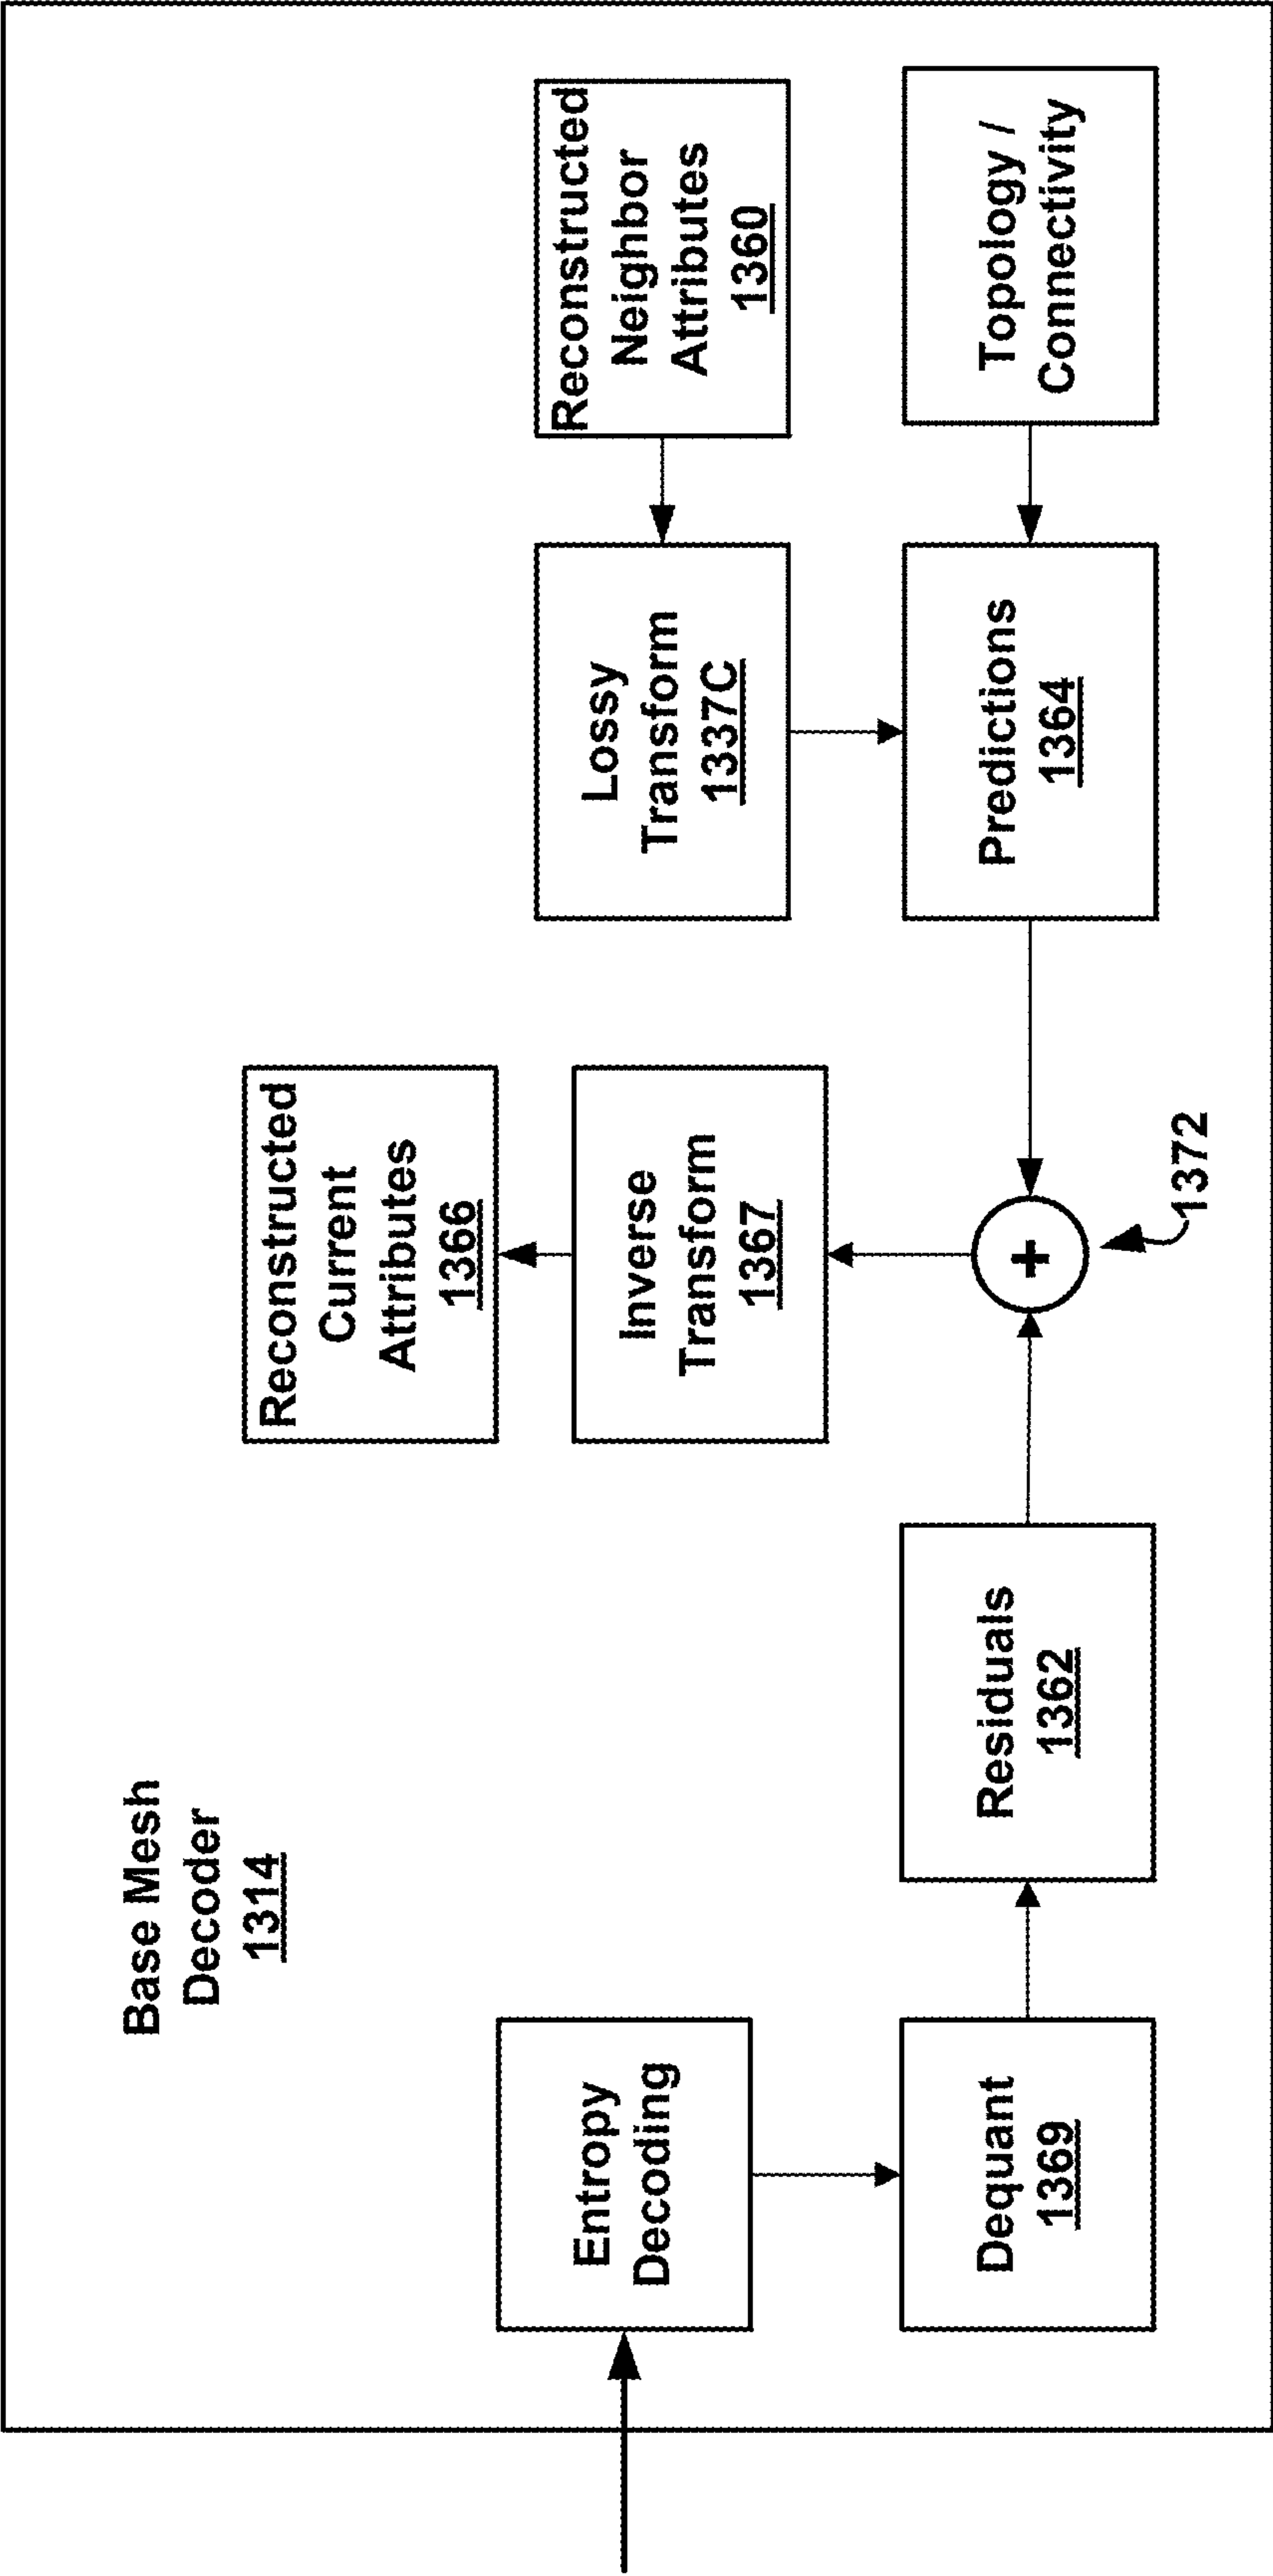 Base Mesh
Decoder
1314
Entropy
Decoding
Dequant
1369
Residuals
1362
Reconstructed
Current
Attributes
1366
Inverse
Transform
1367
+
1372
Lossy
Transform
1337C
Predictions
1364
Reconstructed
Neighbor
Attributes
1360
Topology /
Connectivity